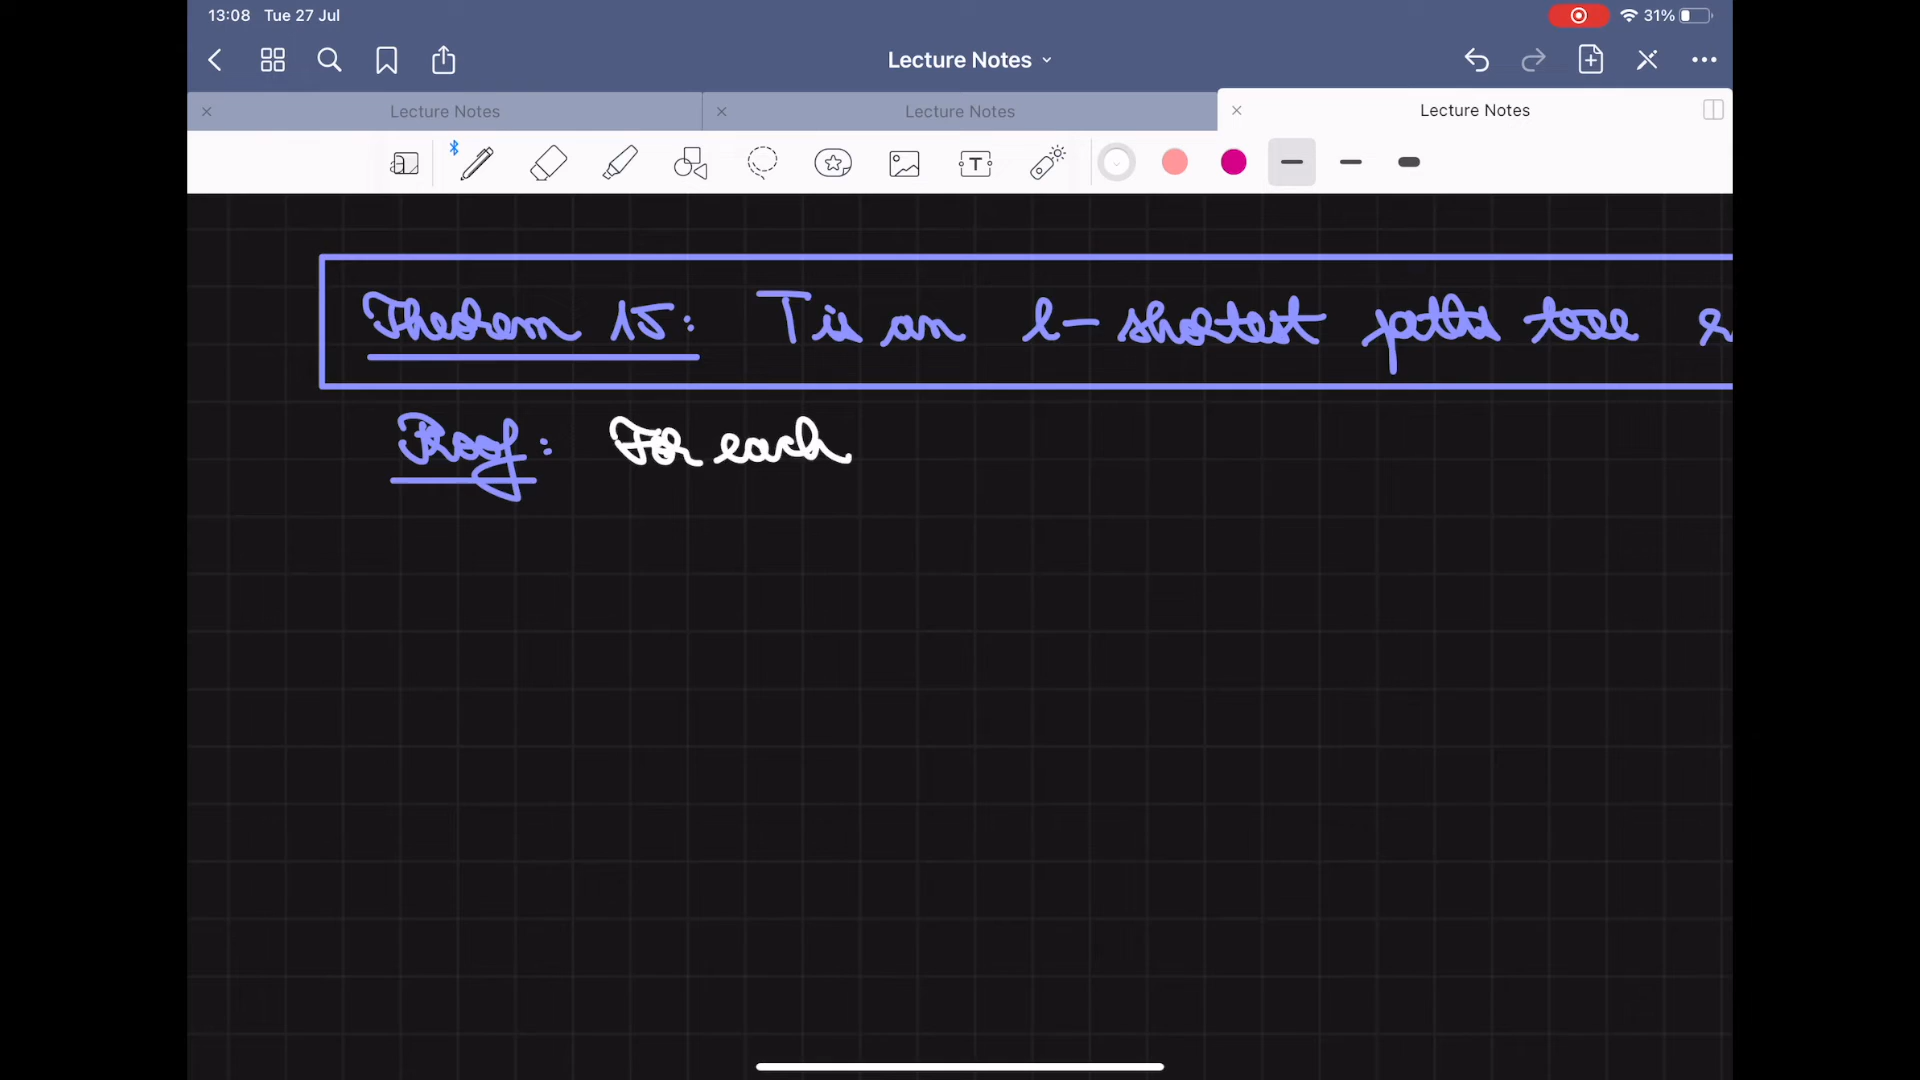 13:08 Tue 27 Jul 31%
Lecture Notes
Lecture Notes Lecture Notes Lecture Notes
Theorem 15: T is an l-shortest paths tree
Proof: For each